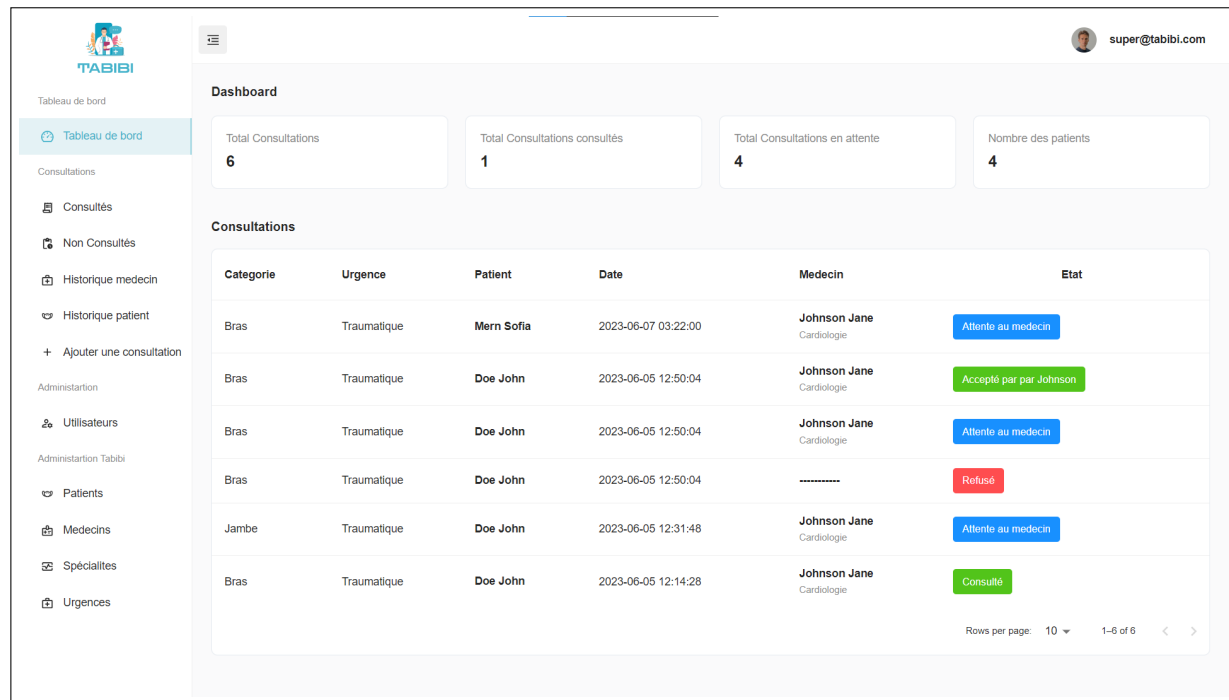 TABIBI
super@tabibi.com
Tableau de bord
Tableau de bord
Consultations
Consultés
Non Consultés
Historique medecin
Historique patient
+ Ajouter une consultation
Administartion
Utilisateurs
Administartion Tabibi
Patients
Medecins
Spécialites
Urgences
Dashboard
Total Consultations
6
Total Consultations consultés
1
Total Consultations en attente
4
Nombre des patients
4
Consultations
Categorie Urgence Patient Date Medecin Etat
Bras Traumatique Mern Sofia 2023-06-07 03:22:00 Johnson Jane Attente au medecin
Cardiologie
Bras Traumatique Doe John 2023-06-05 12:50:04 Johnson Jane Accepté par par Johnson
Cardiologie
Bras Traumatique Doe John 2023-06-05 12:50:04 Johnson Jane Attente au medecin
Cardiologie
Bras Traumatique Doe John 2023-06-05 12:50:04 ----------- Refusé
Jambe Traumatique Doe John 2023-06-05 12:31:48 Johnson Jane Attente au medecin
Cardiologie
Bras Traumatique Doe John 2023-06-05 12:14:28 Johnson Jane Consulté
Cardiologie
Rows per page: 10 1–6 of 6